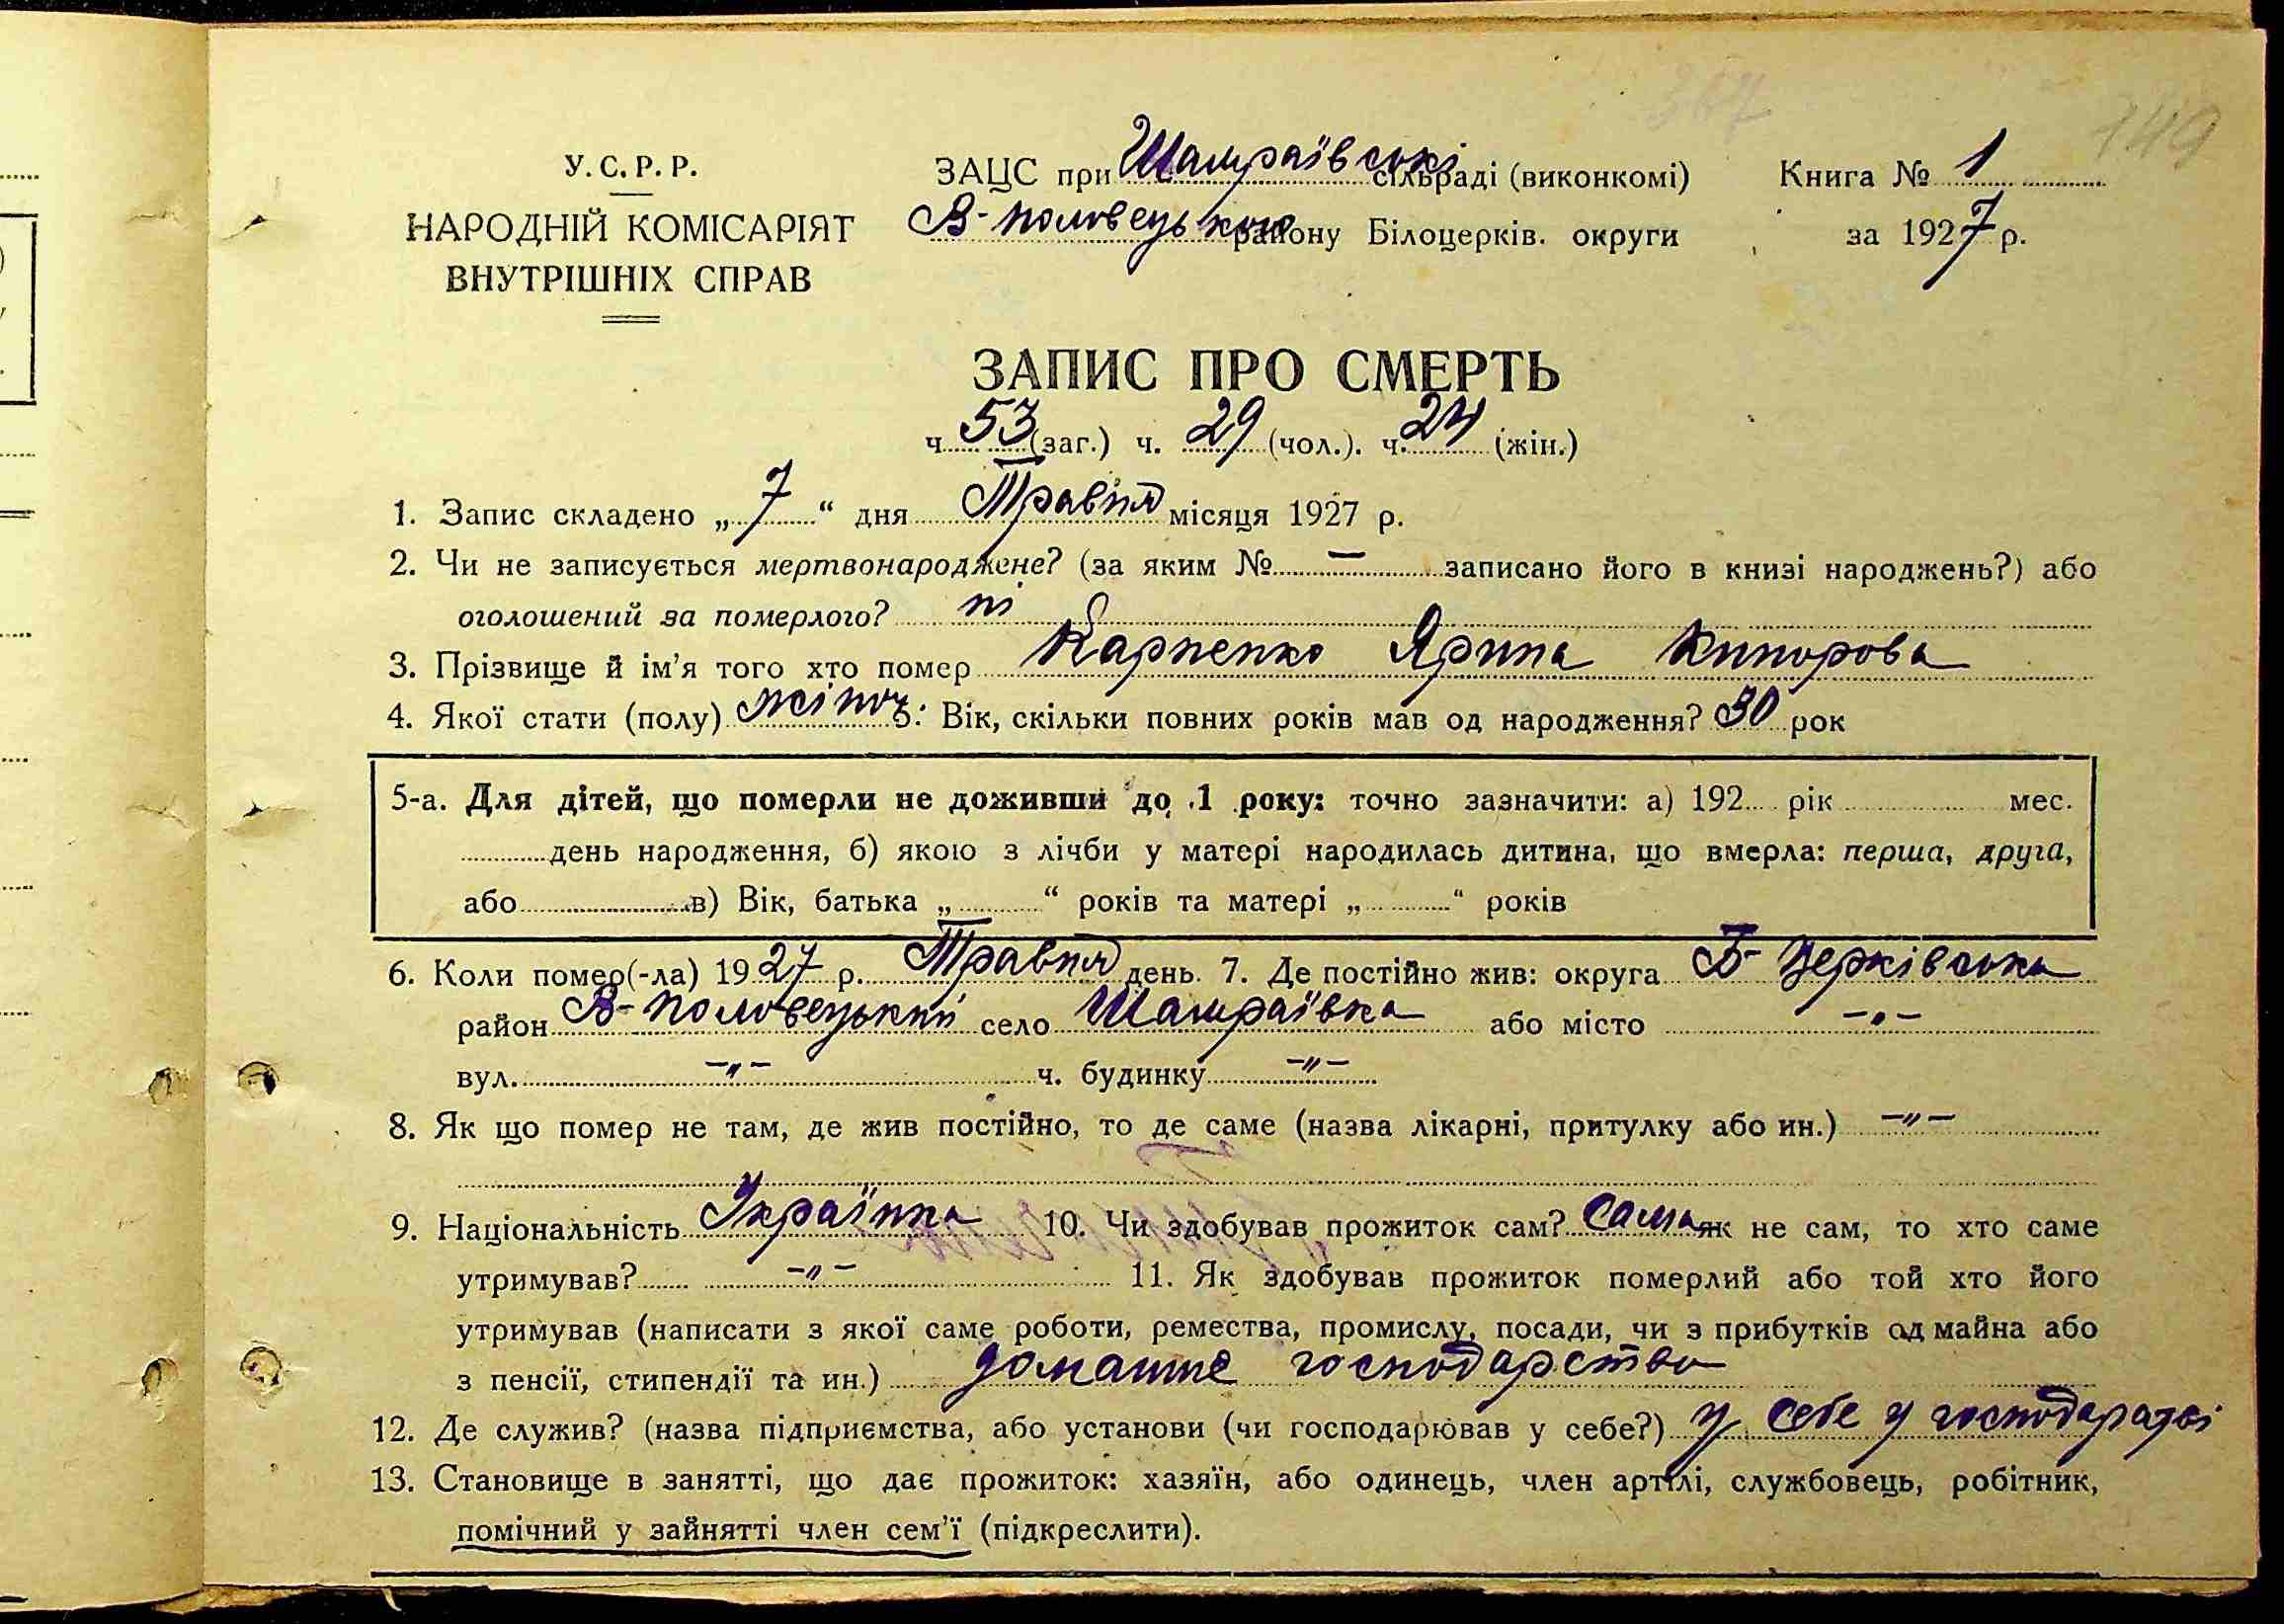 367
149
У. С. Р. Р.
НАРОДНІЙ КОМІСАРІЯТ
ВНУТРІШНІХ СПРАВ
ЗАЦС при Шамраївські сільраді (виконкомі)
В-Половецького району Білоцерків. округи
Книга № 1
за 1927 р.
ЗАПИС ПРО СМЕРТЬ
ч. 53 (заг.) ч. 29 (чол.). ч. 24 (жін.)
1. Запис складено „ 7 “ дня Травня місяця 1927 р.
2. Чи не записується мертвонароджене? (за яким № — записано його в книзі народжень?) або
оголошений за померлого? ні
3. Прізвище й ім’я того хто помер Карпенко Ярина Кипорова
4. Якої стати (полу) жіноч 5. Вік, скільки повних років мав од народження? 30 рок
5-а. Для дітей, що померли не доживши до 1 року: точно зазначити: а) 192 рік мес.
день народження, б) якою з лічби у матері народилась дитина, що вмерла: перша, друга,
або в) Вік, батька „ “ років та матері „ “ років
6. Коли помер(-ла) 1927 р. Травня день. 7. Де постійно жив: округа Б-Церківська
район В-Половецький село Шамраївка або місто -„-
вул. -„- ч. будинку -„-
8. Як що помер не там, де жив постійно, то де саме (назва лікарні, притулку або ин.) -„-
9. Національність Українка 10. Чи здобував прожиток сам? сама як не сам, то хто саме
утримував? -„- 11. Як здобував прожиток померлий або той хто його
утримував (написати з якої саме роботи, ремества, промислу, посади, чи з прибутків од майна або
з пенсії, стипендії та ин.) домашне господарство
12. Де служив? (назва підприємства, або установи (чи господарював у себе?) у себе у
13. Становище в занятті, що дає прожиток: хазяїн, або одинець, член артілі, службовець, робітник,
помічний у зайнятті член сем’ї (підкреслити).